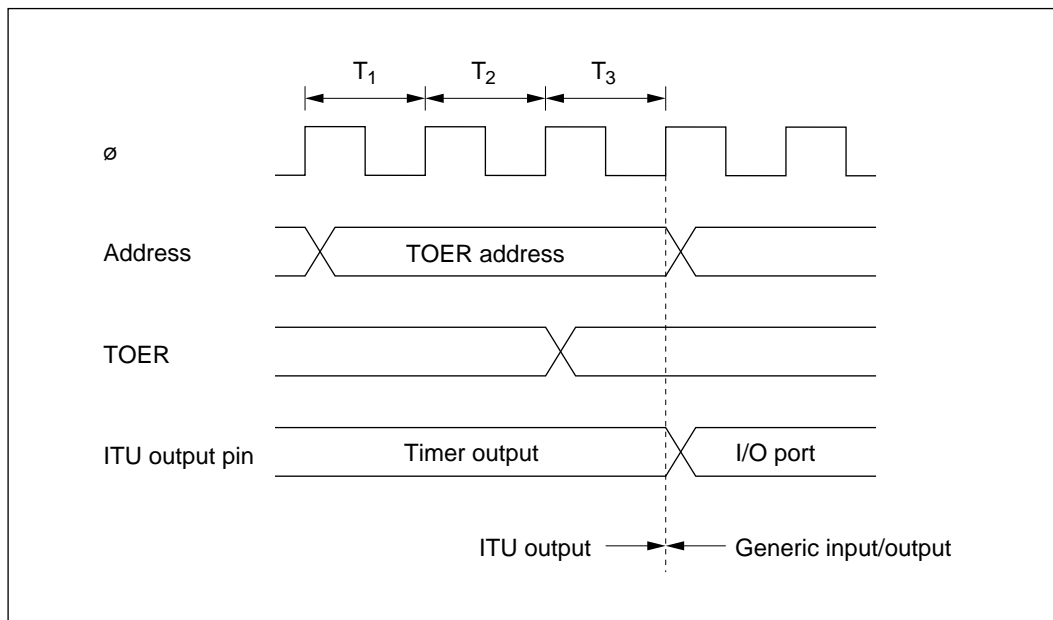 T1 T2 T3
ø
Address TOER address
TOER
ITU output pin Timer output I/O port
ITU output Generic input/output